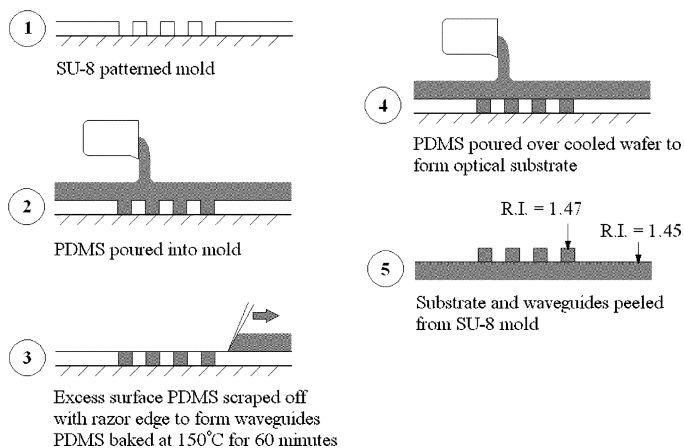 1
SU-8 patterned mold
2
PDMS poured into mold
3
Excess surface PDMS scraped off
with razor edge to form waveguides
PDMS baked at 150°C for 60 minutes
4
PDMS poured over cooled wafer to
form optical substrate
R.I. = 1.47
R.I. = 1.45
5
Substrate and waveguides peeled
from SU-8 mold